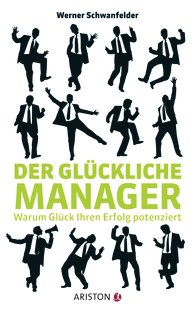 Werner Schwanfelder
DER GLÜCKLICHE
MANAGER
Warum Glück Ihren Erfolg potenziert
ARISTON